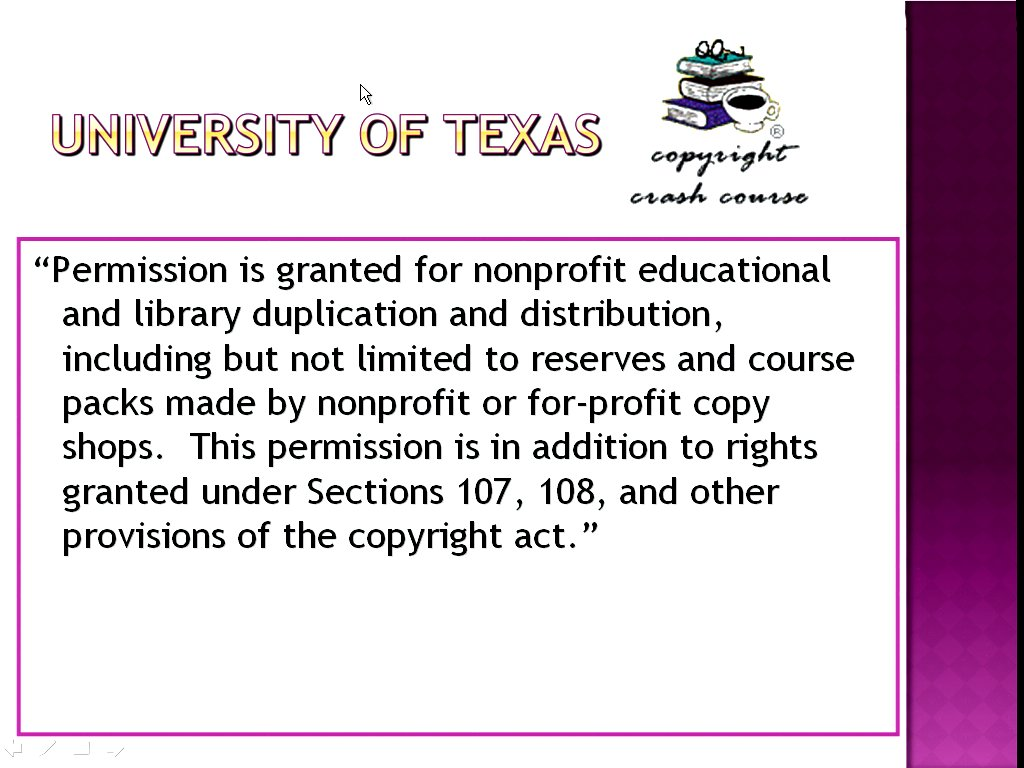 UNIVERSITY OF TEXAS
®
copyright
crash course
“Permission is granted for nonprofit educational
and library duplication and distribution,
including but not limited to reserves and course
packs made by nonprofit or for-profit copy
shops.  This permission is in addition to rights
granted under Sections 107, 108, and other
provisions of the copyright act.”